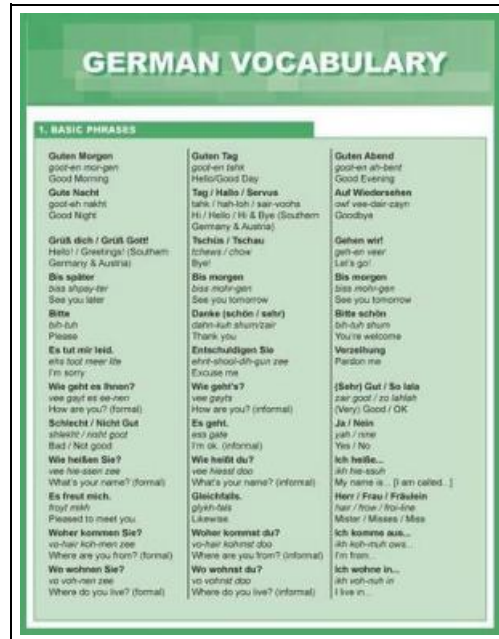 GERMAN VOCABULARY
1. BASIC PHRASES
Guten Morgen
goot-en mor-gen
Good Morning
Gute Nacht
goot-eh nakht
Good Night
Grüß dich / Grüß Gott!
Hello! / Greetings! (Southern
Germany & Austria)
Bis später
biss shpay-ter
See you later
Bitte
bih-tuh
Please
Es tut mir leid.
ehs toot meer lite
I'm sorry
Wie geht es Ihnen?
vee gayt es ee-nen
How are you? (formal)
Schlecht / Nicht Gut
shlekht / nisht goot
Bad / Not good
Wie heißen Sie?
vee hie-ssen zee
What's your name? (formal)
Es freut mich.
froyt mikh
Pleased to meet you.
Woher kommen Sie?
vo-hair koh-men zee
Where are you from? (formal)
Wo wohnen Sie?
vo voh-nen zee
Where do you live? (formal)
Guten Tag
goot-en tahk
Hello/Good Day
Tag / Hallo / Servus
tahk / hah-loh / sair-voohs
Hi / Hello / Hi & Bye (Southern
Germany & Austria)
Tschüs / Tschau
tchews / chow
Bye!
Bis morgen
biss mohr-gen
See you tomorrow
Danke (schön / sehr)
dahn-kuh shurn/zair
Thank you
Entschuldigen Sie
ehnt-shool-dih-gun zee
Excuse me
Wie geht's?
vee gayts
How are you? (informal)
Es geht.
ess gate
I'm ok. (informal)
Wie heißt du?
vee hiesst doo
What's your name? (informal)
Gleichfalls.
glykh-fals
Likewise
Woher kommst du?
vo-hair kohmst doo
Where are you from? (informal)
Wo wohnst du?
vo vohnst doo
Where do you live? (informal)
Guten Abend
goot-en ah-bent
Good Evening
Auf Wiedersehen
owf vee-dair-zayn
Goodbye
Gehen wir!
geh-en veer
Let's go!
Bis morgen
biss mohr-gen
See you tomorrow
Bitte schön
bih-tuh shurn
You're welcome
Verzeihung
Pardon me
(Sehr) Gut / So lala
zair goot / zo lahlah
(Very) Good / OK
Ja / Nein
yah / nine
Yes / No
Ich heiße...
ikh hie-ssuh
My name is... [I am called...]
Herr / Frau / Fräulein
hair / frow / froi-line
Mister / Misses / Miss
Ich komme aus...
ikh koh-muh ows...
I'm from...
Ich wohne in...
ikh voh-nuh in
I live in...